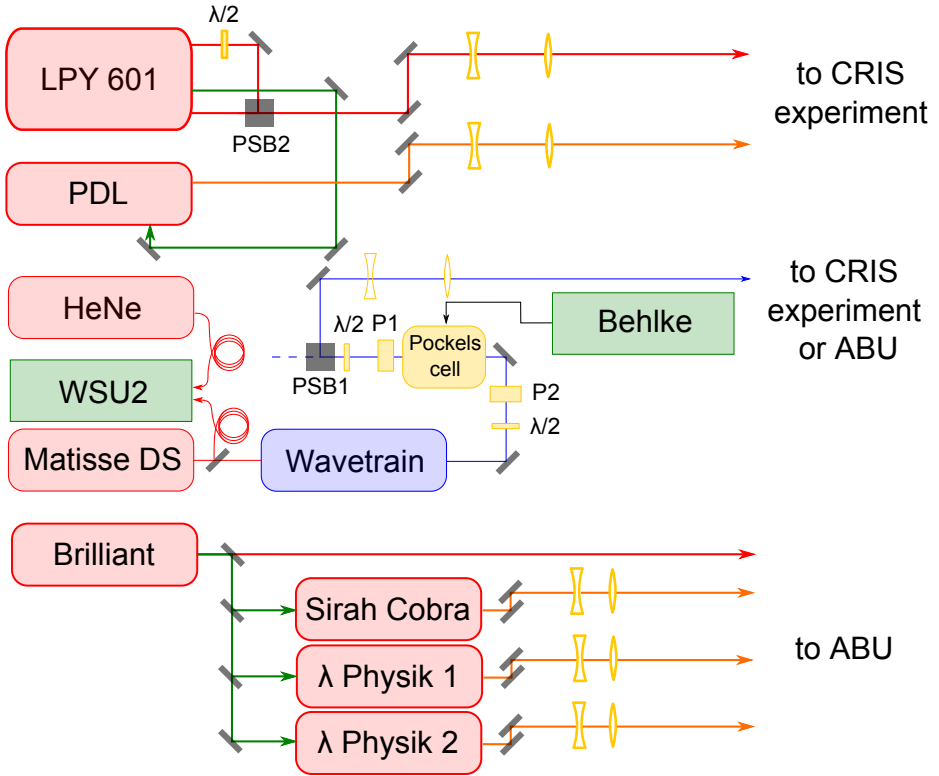 λ/2
LPY 601
PSB2
to CRIS
experiment
PDL
HeNe
λ/2
P1
Pockels
cell
Behlke
to CRIS
experiment
or ABU
WSU2
PSB1
P2
λ/2
Matisse DS
Wavetrain
Brilliant
Sirah Cobra
λ Physik 1
to ABU
λ Physik 2